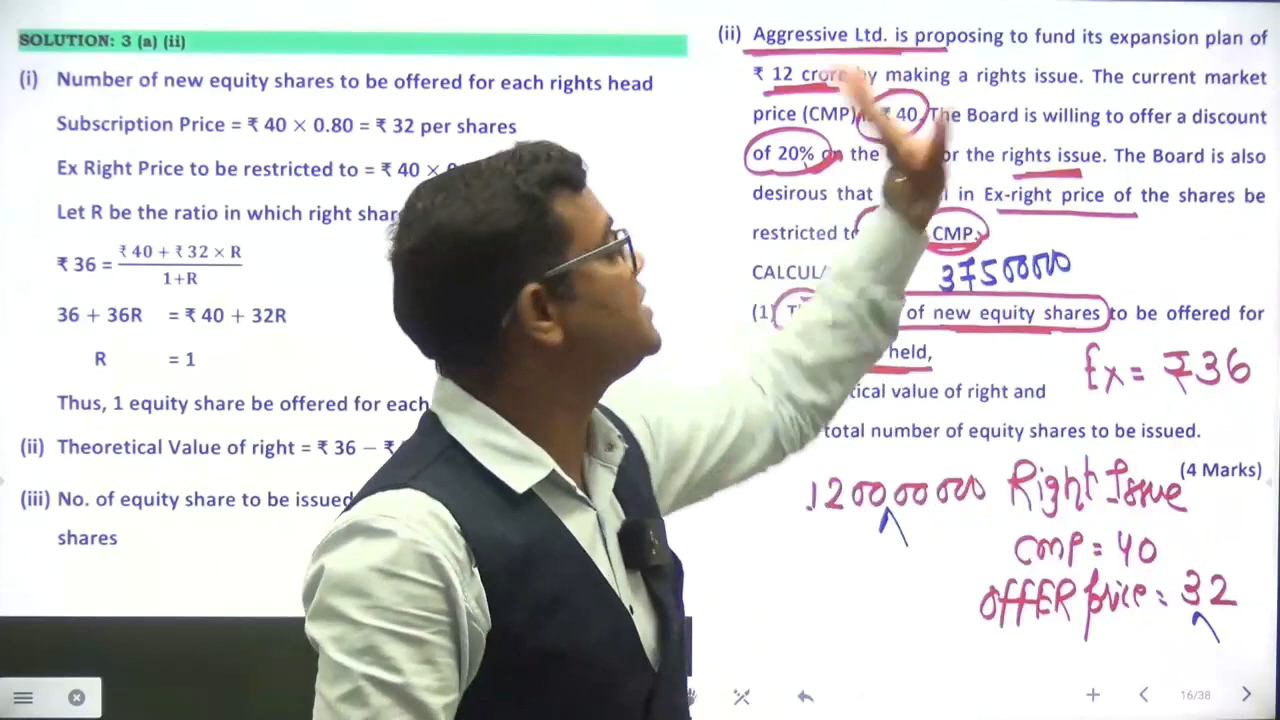 SOLUTION: 3 (a) (ii)
(i) Number of new equity shares to be offered for each rights head
Subscription Price = ₹ 40 × 0.80 = ₹ 32 per shares
Ex Right Price to be restricted to = ₹ 40 ×
Let R be the ratio in which right
₹ 36 = ₹ 40 + ₹ 32 × R
1+R
36 + 36R = ₹ 40 + 32R
R = 1
Thus, 1 equity share be offered for each
(ii) Theoretical Value of right = ₹ 36 −
(iii) No. of equity share to be issued
shares
(ii) Aggressive Ltd. is proposing to fund its expansion plan of
₹ 12 crore by making a rights issue. The current market
price (CMP) ₹ 40. The Board is willing to offer a discount
of 20% on the for the rights issue. The Board is also
desirous that in Ex-right price of the shares be
restricted to CMP.
37500000
(1) of new equity shares to be offered for
held,
Ex = ₹36
value of right and
total number of equity shares to be issued.
(4 Marks)
120000000 Right Issue
CMP = 40
OFFER price = 32
16/38